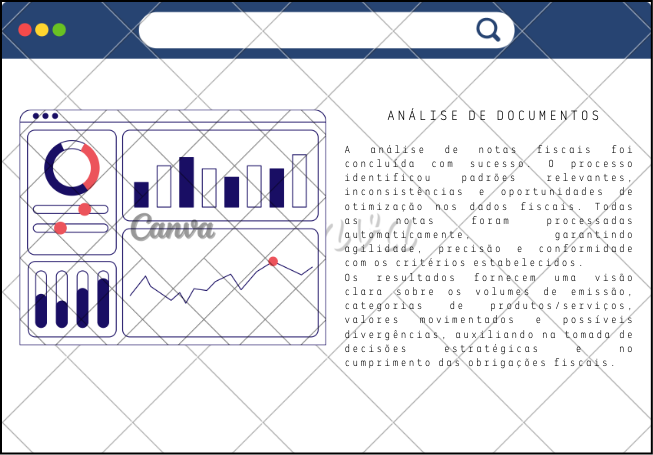 ANÁLISE DE DOCUMENTOS
A análise de notas fiscais foi
concluída com sucesso. O processo
identificou padrões relevantes,
inconsistências e oportunidades de
otimização nos dados fiscais. Todas
as notas foram processadas
automaticamente, garantindo
agilidade, precisão e conformidade
com os critérios estabelecidos.
Os resultados fornecem uma visão
clara sobre os volumes de emissão,
categorias de produtos/serviços,
valores movimentados e possíveis
divergências, auxiliando na tomada de
decisões estratégicas e no
cumprimento das obrigações fiscais.
Canva